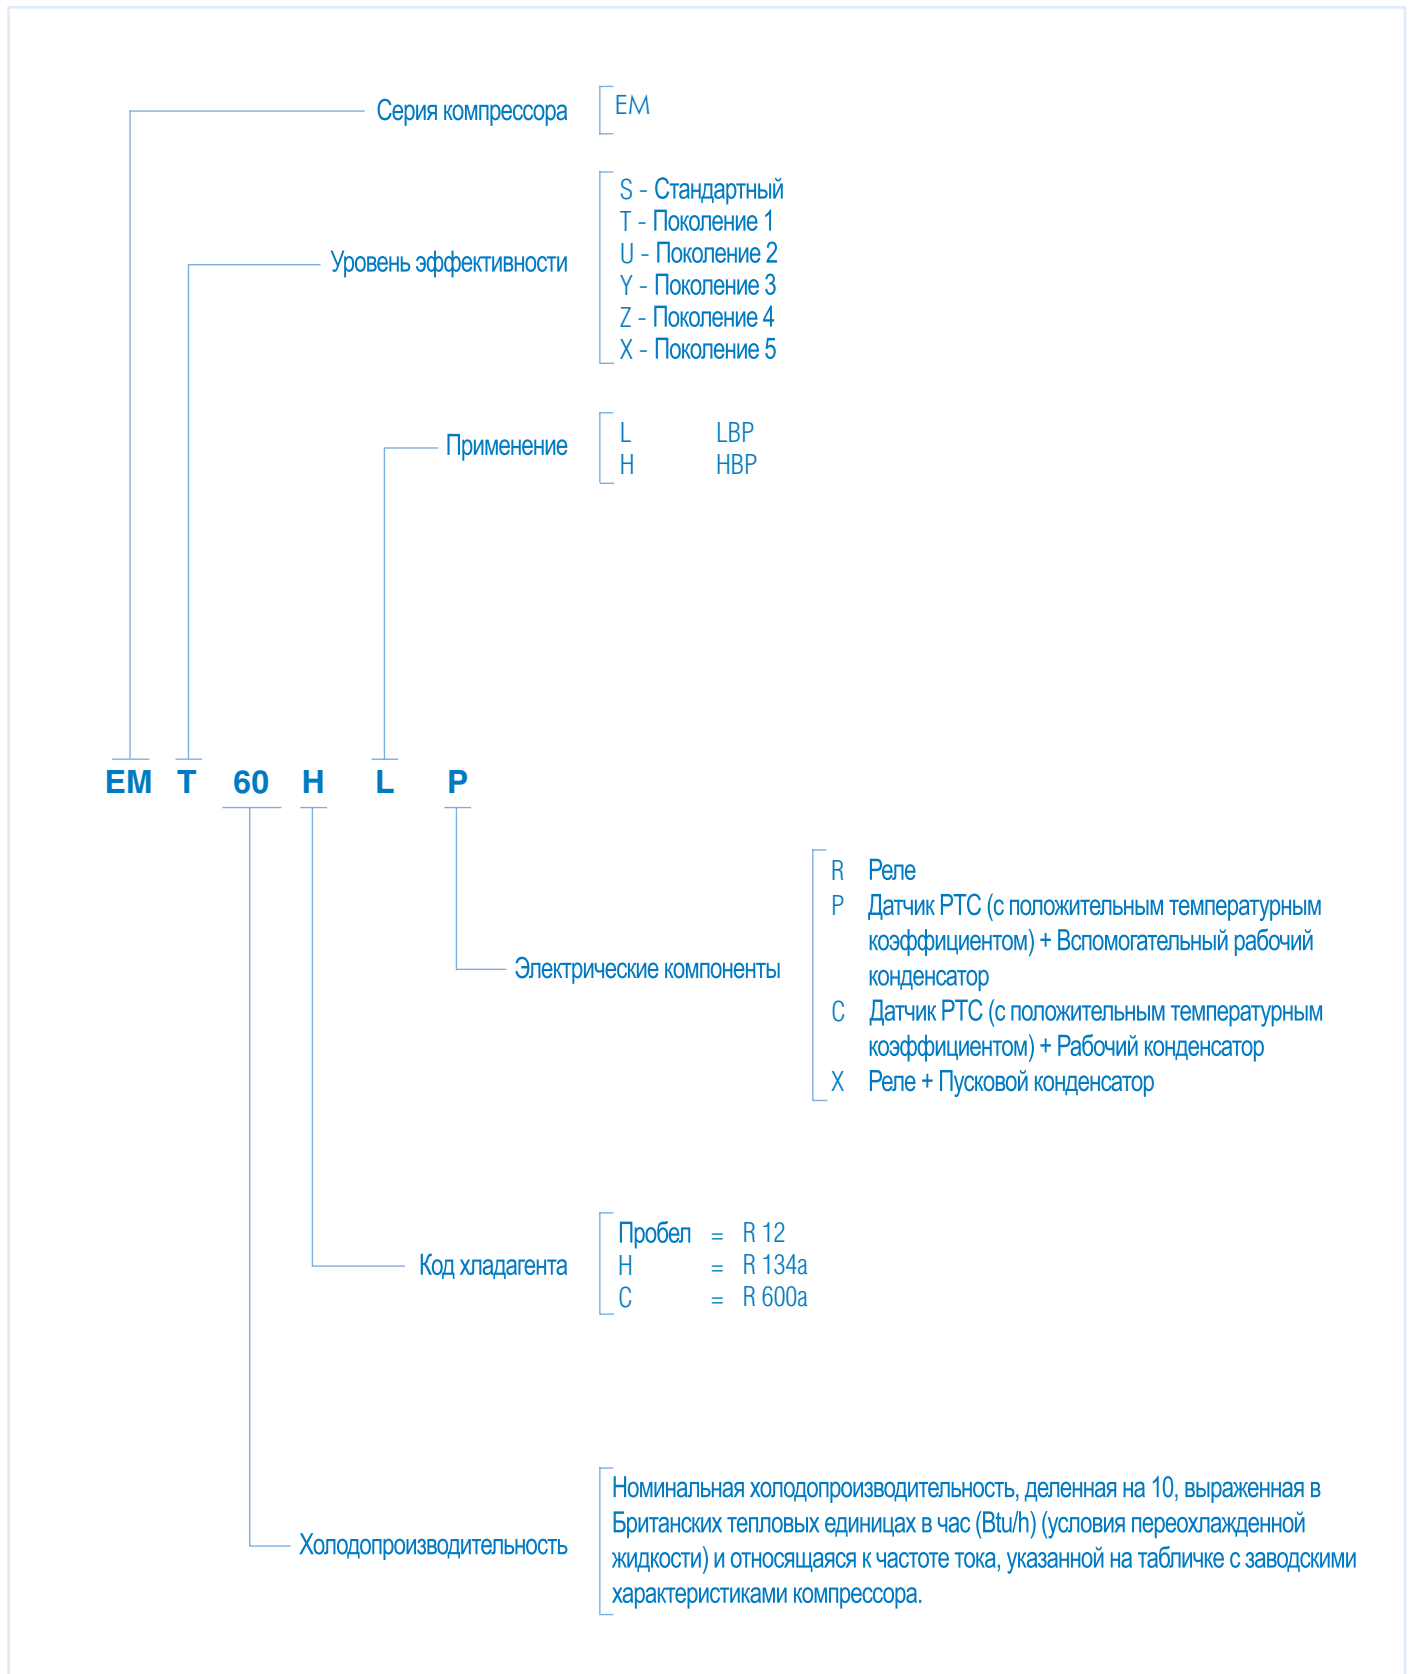 Серия компрессора
EM
Уровень эффективности
S - Стандартный
T - Поколение 1
U - Поколение 2
Y - Поколение 3
Z - Поколение 4
X - Поколение 5
Применение
L LBP
H HBP
EM T 60 H L P
Электрические компоненты
R Реле
P Датчик PTC (с положительным температурным
коэффициентом) + Вспомогательный рабочий
конденсатор
C Датчик PTC (с положительным температурным
коэффициентом) + Рабочий конденсатор
X Реле + Пусковой конденсатор
Код хладагента
Пробел = R 12
H = R 134a
C = R 600a
Холодопроизводительность
Номинальная холодопроизводительность, деленная на 10, выраженная в
Британских тепловых единицах в час (Btu/h) (условия переохлажденной
жидкости) и относящаяся к частоте тока, указанной на табличке с заводскими
характеристиками компрессора.